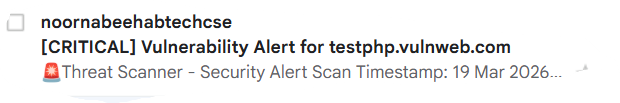 noornabeehabtechcse
[CRITICAL] Vulnerability Alert for testphp.vulnweb.com
🚨Threat Scanner - Security Alert Scan Timestamp: 19 Mar 2026...